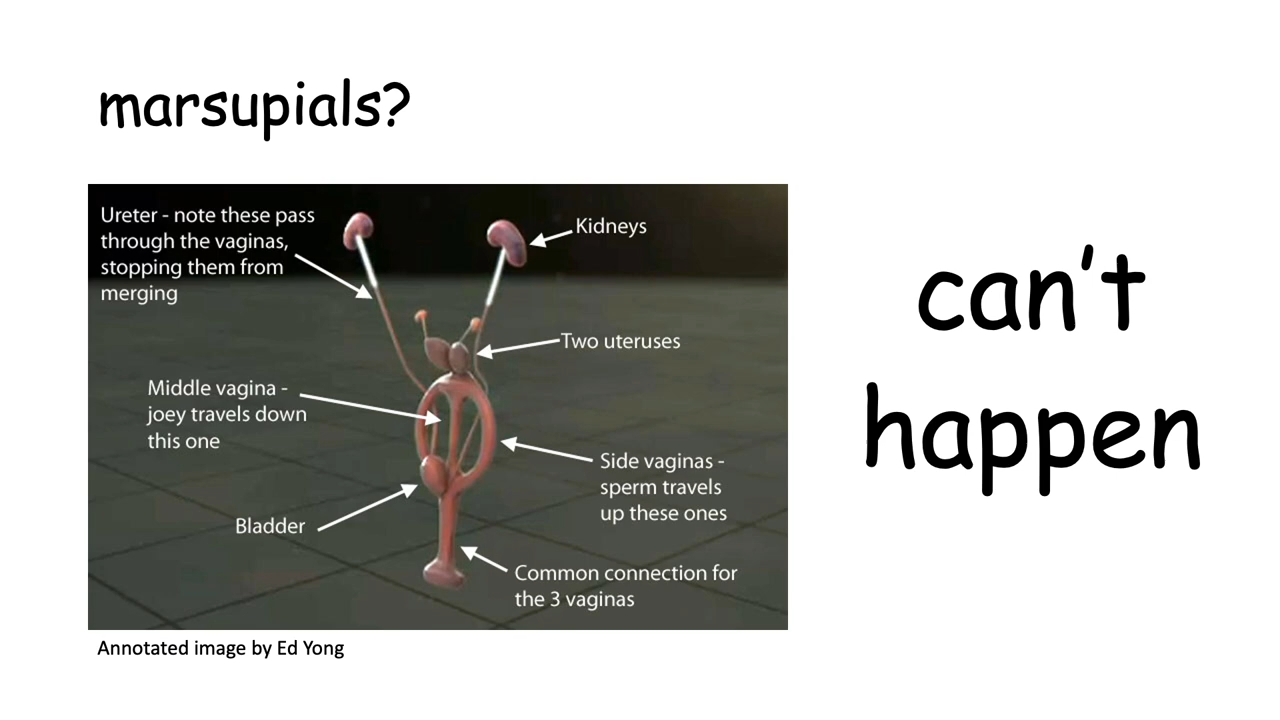 marsupials?
Ureter - note these pass
through the vaginas,
stopping them from
merging
Kidneys
Two uteruses
Middle vagina -
joey travels down
this one
Side vaginas -
sperm travels
up these ones
Bladder
Common connection for
the 3 vaginas
Annotated image by Ed Yong
can’t
happen